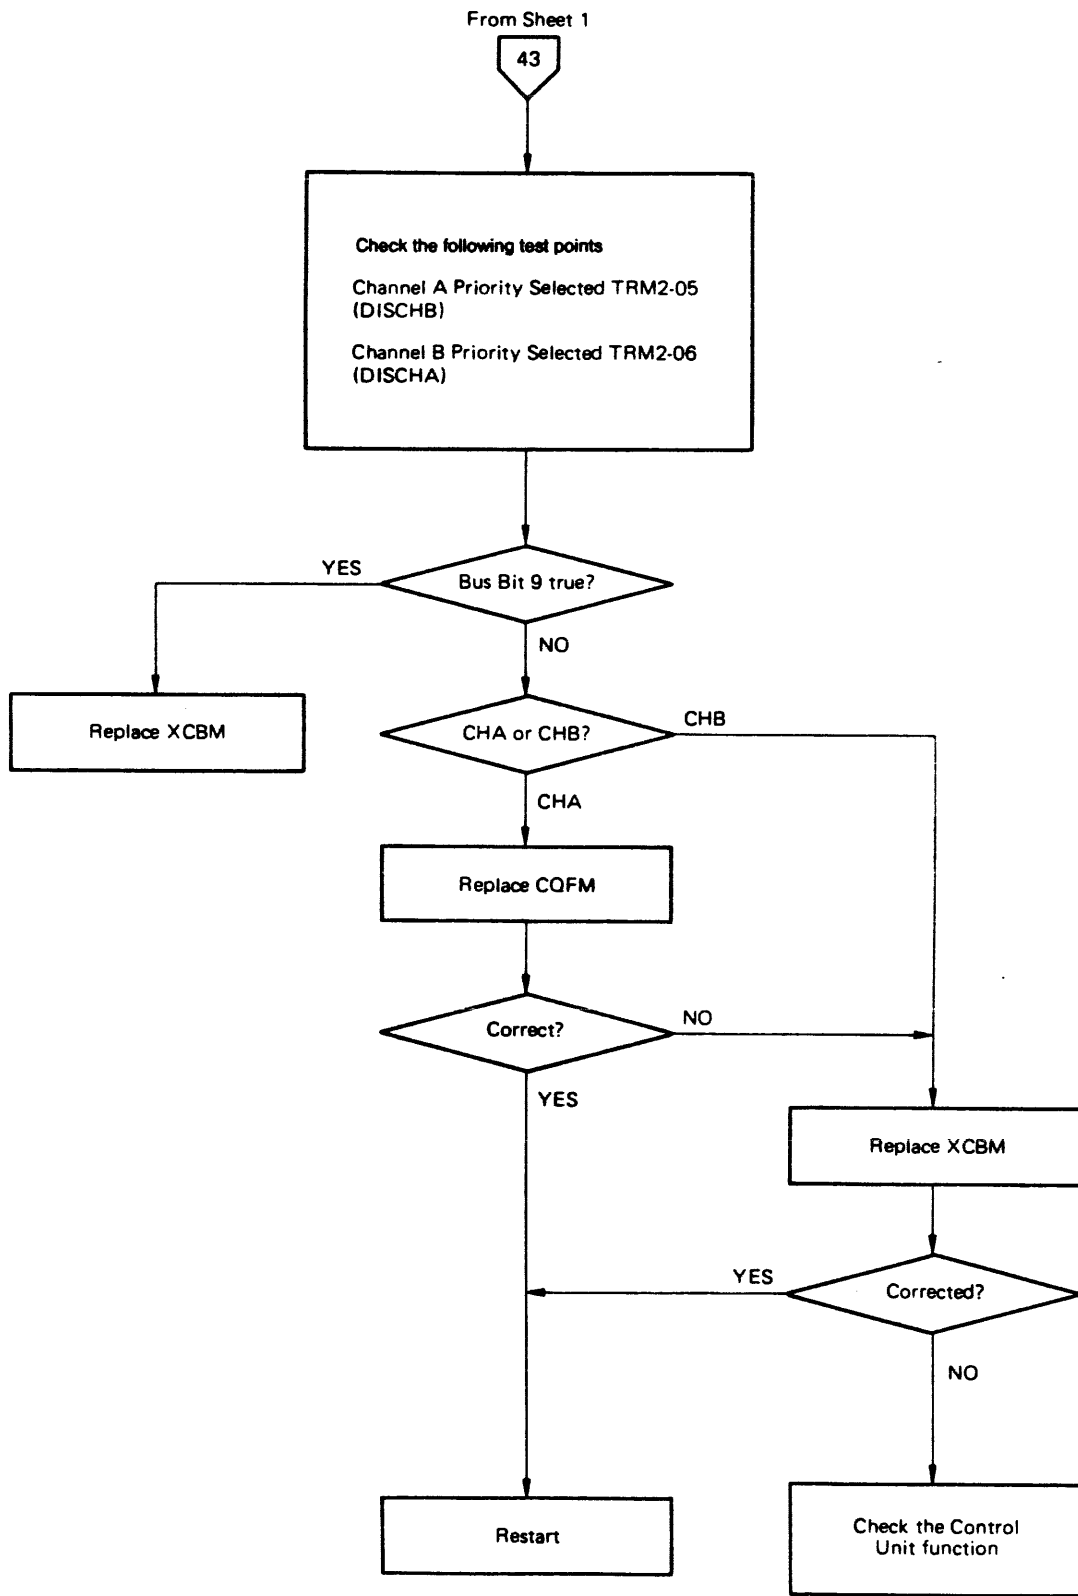 From Sheet 1
43
Check the following test points
Channel A Priority Selected TRM2-05
(DISCHB)
Channel B Priority Selected TRM2-06
(DISCHA)
YES
Bus Bit 9 true?
NO
Replace XCBM
CHA or CHB?
CHB
CHA
Replace CQFM
Correct?
NO
YES
Replace XCBM
YES
Corrected?
NO
Restart
Check the Control
Unit function